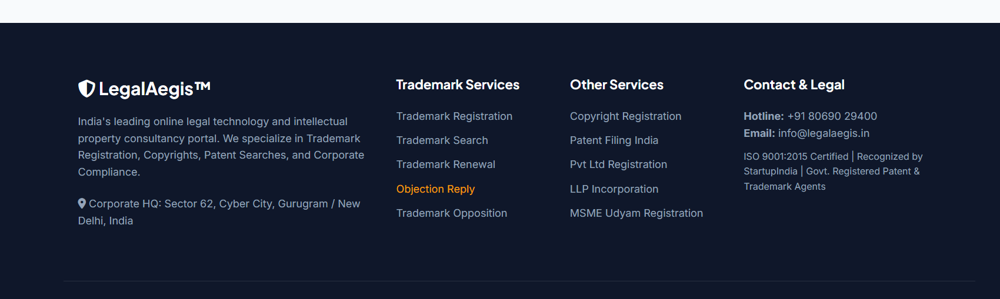 LegalAegis™
India's leading online legal technology and intellectual
property consultancy portal. We specialize in Trademark
Registration, Copyrights, Patent Searches, and Corporate
Compliance.
Corporate HQ: Sector 62, Cyber City, Gurugram / New
Delhi, India
Trademark Services
Trademark Registration
Trademark Search
Trademark Renewal
Objection Reply
Trademark Opposition
Other Services
Copyright Registration
Patent Filing India
Pvt Ltd Registration
LLP Incorporation
MSME Udyam Registration
Contact & Legal
Hotline: +91 80690 29400
Email: info@legalaegis.in
ISO 9001:2015 Certified | Recognized by
StartupIndia | Govt. Registered Patent &
Trademark Agents